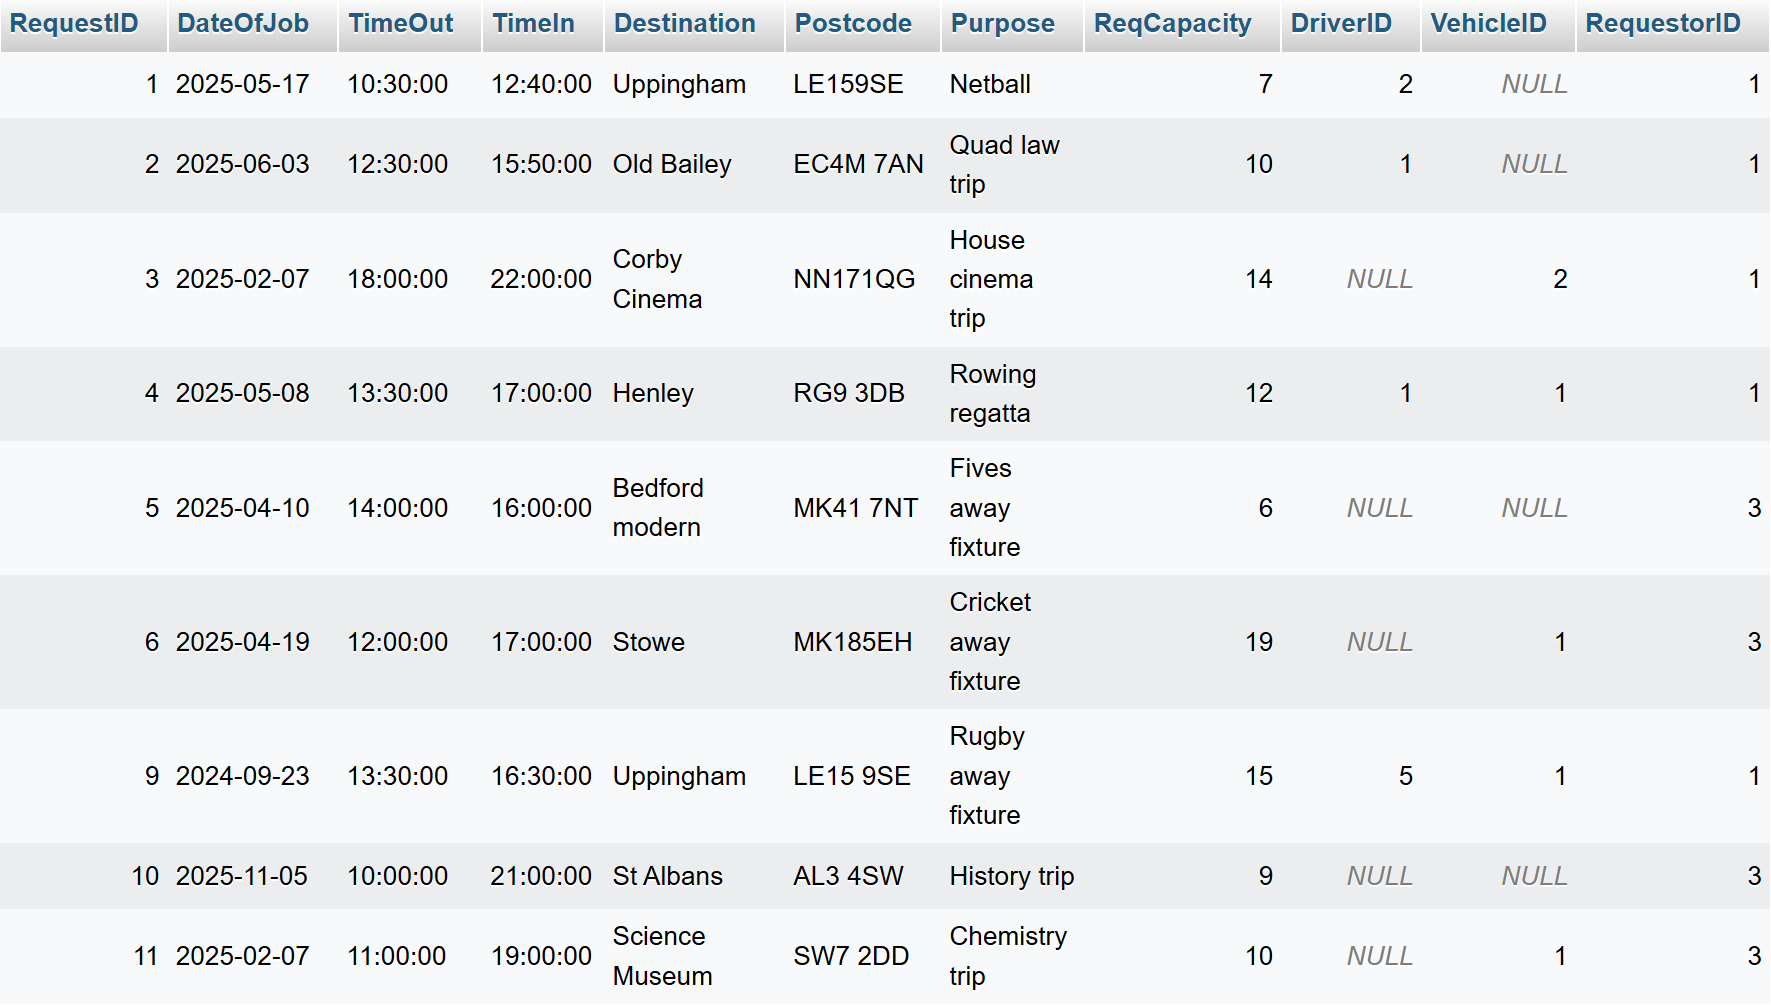 RequestID DateOfJob TimeOut TimeIn Destination Postcode Purpose ReqCapacity DriverID VehicleID RequestorID
1 2025-05-17 10:30:00 12:40:00 Uppingham LE159SE Netball 7 2 NULL 1
2 2025-06-03 12:30:00 15:50:00 Old Bailey EC4M 7AN Quad law
trip 10 1 NULL 1
3 2025-02-07 18:00:00 22:00:00 Corby
Cinema NN171QG House
cinema
trip 14 NULL 2 1
4 2025-05-08 13:30:00 17:00:00 Henley RG9 3DB Rowing
regatta 12 1 1 1
5 2025-04-10 14:00:00 16:00:00 Bedford
modern MK41 7NT Fives
away
fixture 6 NULL NULL 3
6 2025-04-19 12:00:00 17:00:00 Stowe MK185EH Cricket
away
fixture 19 NULL 1 3
9 2024-09-23 13:30:00 16:30:00 Uppingham LE15 9SE Rugby
away
fixture 15 5 1 1
10 2025-11-05 10:00:00 21:00:00 St Albans AL3 4SW History trip 9 NULL NULL 3
11 2025-02-07 11:00:00 19:00:00 Science
Museum SW7 2DD Chemistry
trip 10 NULL 1 3